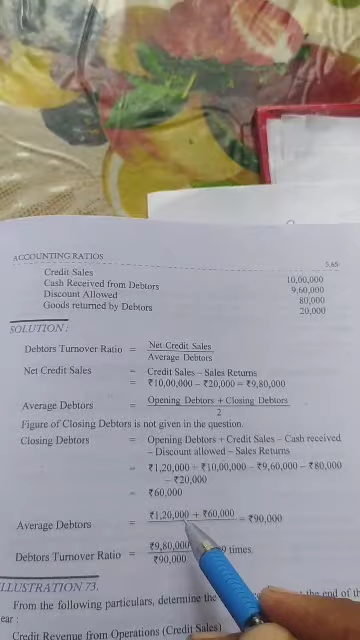 ACCOUNTING RATIOS 5.65
Credit Sales 10,00,000
Cash Received from Debtors 9,60,000
Discount Allowed 80,000
Goods returned by Debtors 20,000
SOLUTION :
Debtors Turnover Ratio = Net Credit Sales / Average Debtors
Net Credit Sales = Credit Sales – Sales Returns
= ₹10,00,000 – ₹20,000 = ₹9,80,000
Average Debtors = Opening Debtors + Closing Debtors / 2
Figure of Closing Debtors is not given in the question.
Closing Debtors = Opening Debtors + Credit Sales – Cash received
– Discount allowed – Sales Returns
= ₹1,20,000 + ₹10,00,000 – ₹9,60,000 – ₹80,000
– ₹20,000
= ₹60,000
Average Debtors = ₹1,20,000 + ₹60,000 = ₹90,000
Debtors Turnover Ratio = ₹9,80,000 / ₹90,000 9 times.
ILLUSTRATION 73.
From the following particulars, determine the the end of th
ear :
Credit Revenue from Operations (Credit Sales)